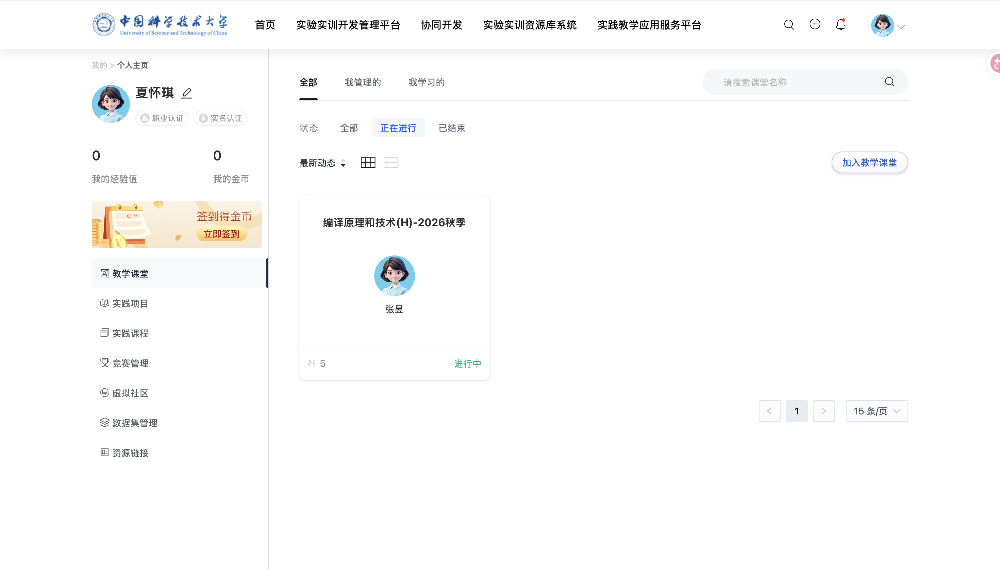 中国科学技术大学
University of Science and Technology of China
首页 实验实训开发管理平台 协同开发 实验实训资源库系统 实践教学应用服务平台
我的 > 个人主页
夏怀琪
职业认证 实名认证
0 0
我的经验值 我的金币
签到得金币
立即签到
教学课堂
实践项目
实践课程
竞赛管理
虚拟社区
数据集管理
资源链接
全部 我管理的 我学习的
请搜索课堂名称
状态 全部 正在进行 已结束
最新动态
加入教学课堂
编译原理和技术(H)-2026秋季
张昱
5 进行中
< 1 > 15 条/页